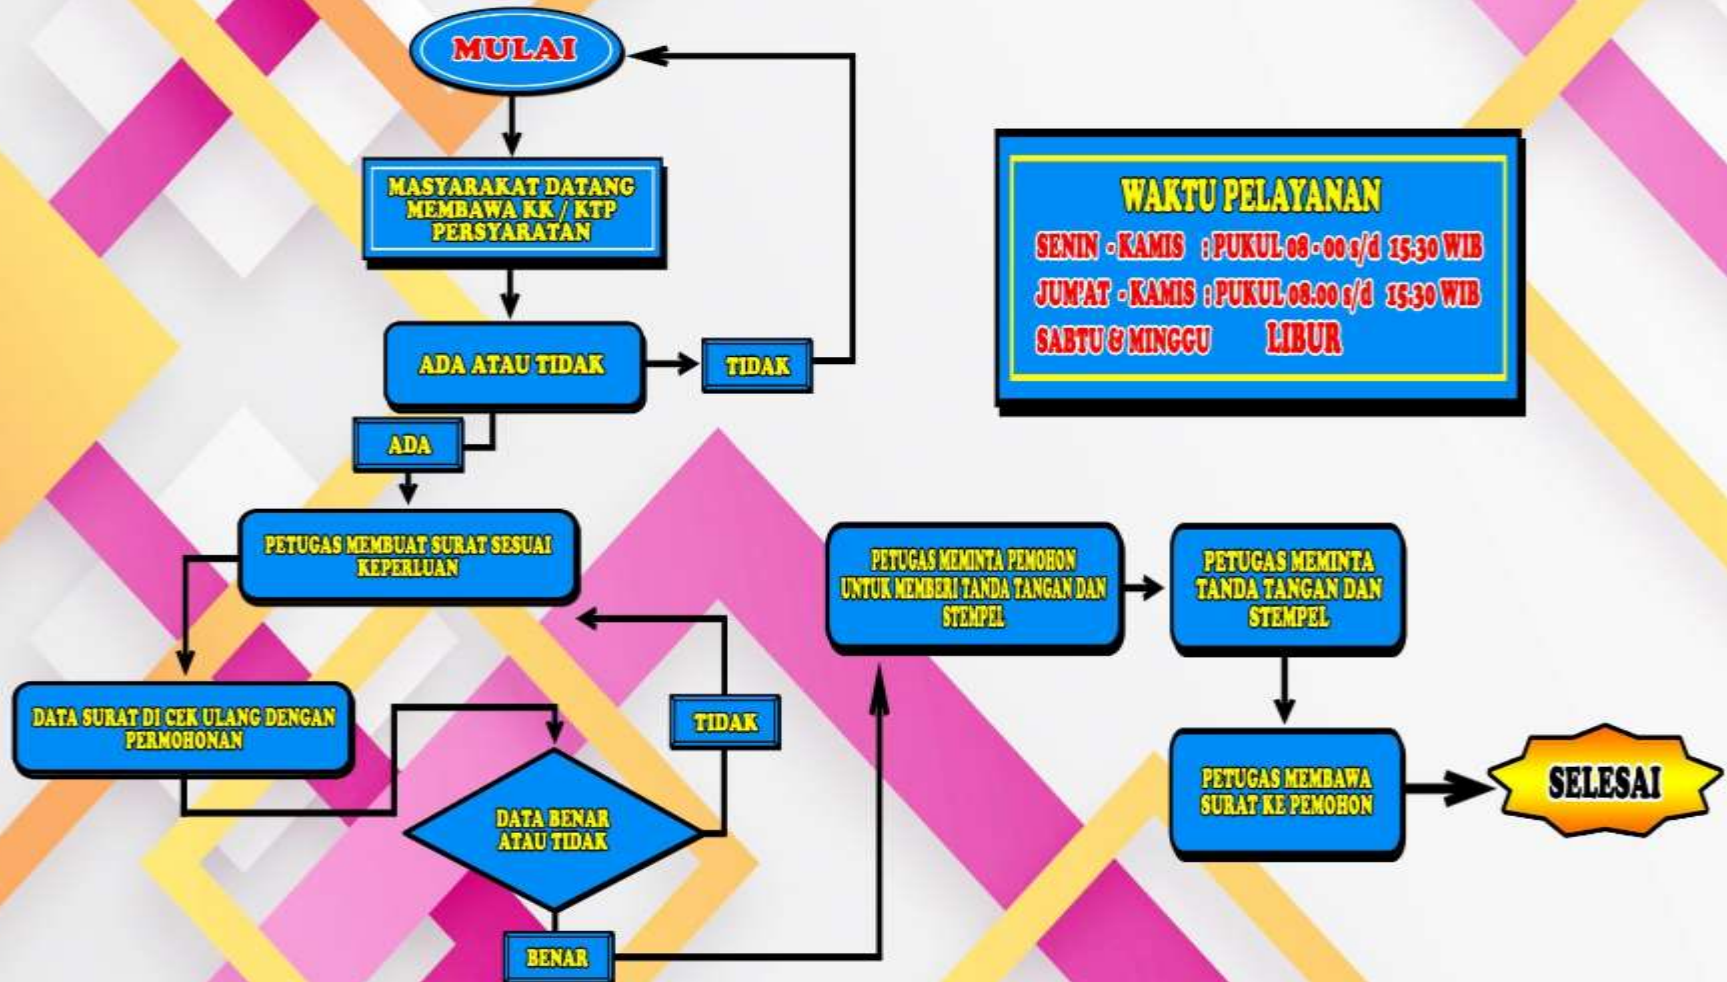 MULAI
MASYARAKAT DATANG
MEMBAWA KK / KTP
PERSYARATAN
ADA ATAU TIDAK
TIDAK
ADA
PETUGAS MEMBUAT SURAT SESUAI
KEPERLUAN
DATA SURAT DI CEK ULANG DENGAN
PERMOHONAN
DATA BENAR
ATAU TIDAK
TIDAK
BENAR
PETUGAS MEMINTA PEMOHON
UNTUK MEMBERI TANDA TANGAN DAN
STEMPEL
PETUGAS MEMINTA
TANDA TANGAN DAN
STEMPEL
PETUGAS MEMBAWA
SURAT KE PEMOHON
SELESAI
WAKTU PELAYANAN
SENIN - KAMIS : PUKUL 08 - 00 s/d 15.30 WIB
JUM'AT - KAMIS : PUKUL 08.00 s/d 15.30 WIB
SABTU & MINGGU LIBUR